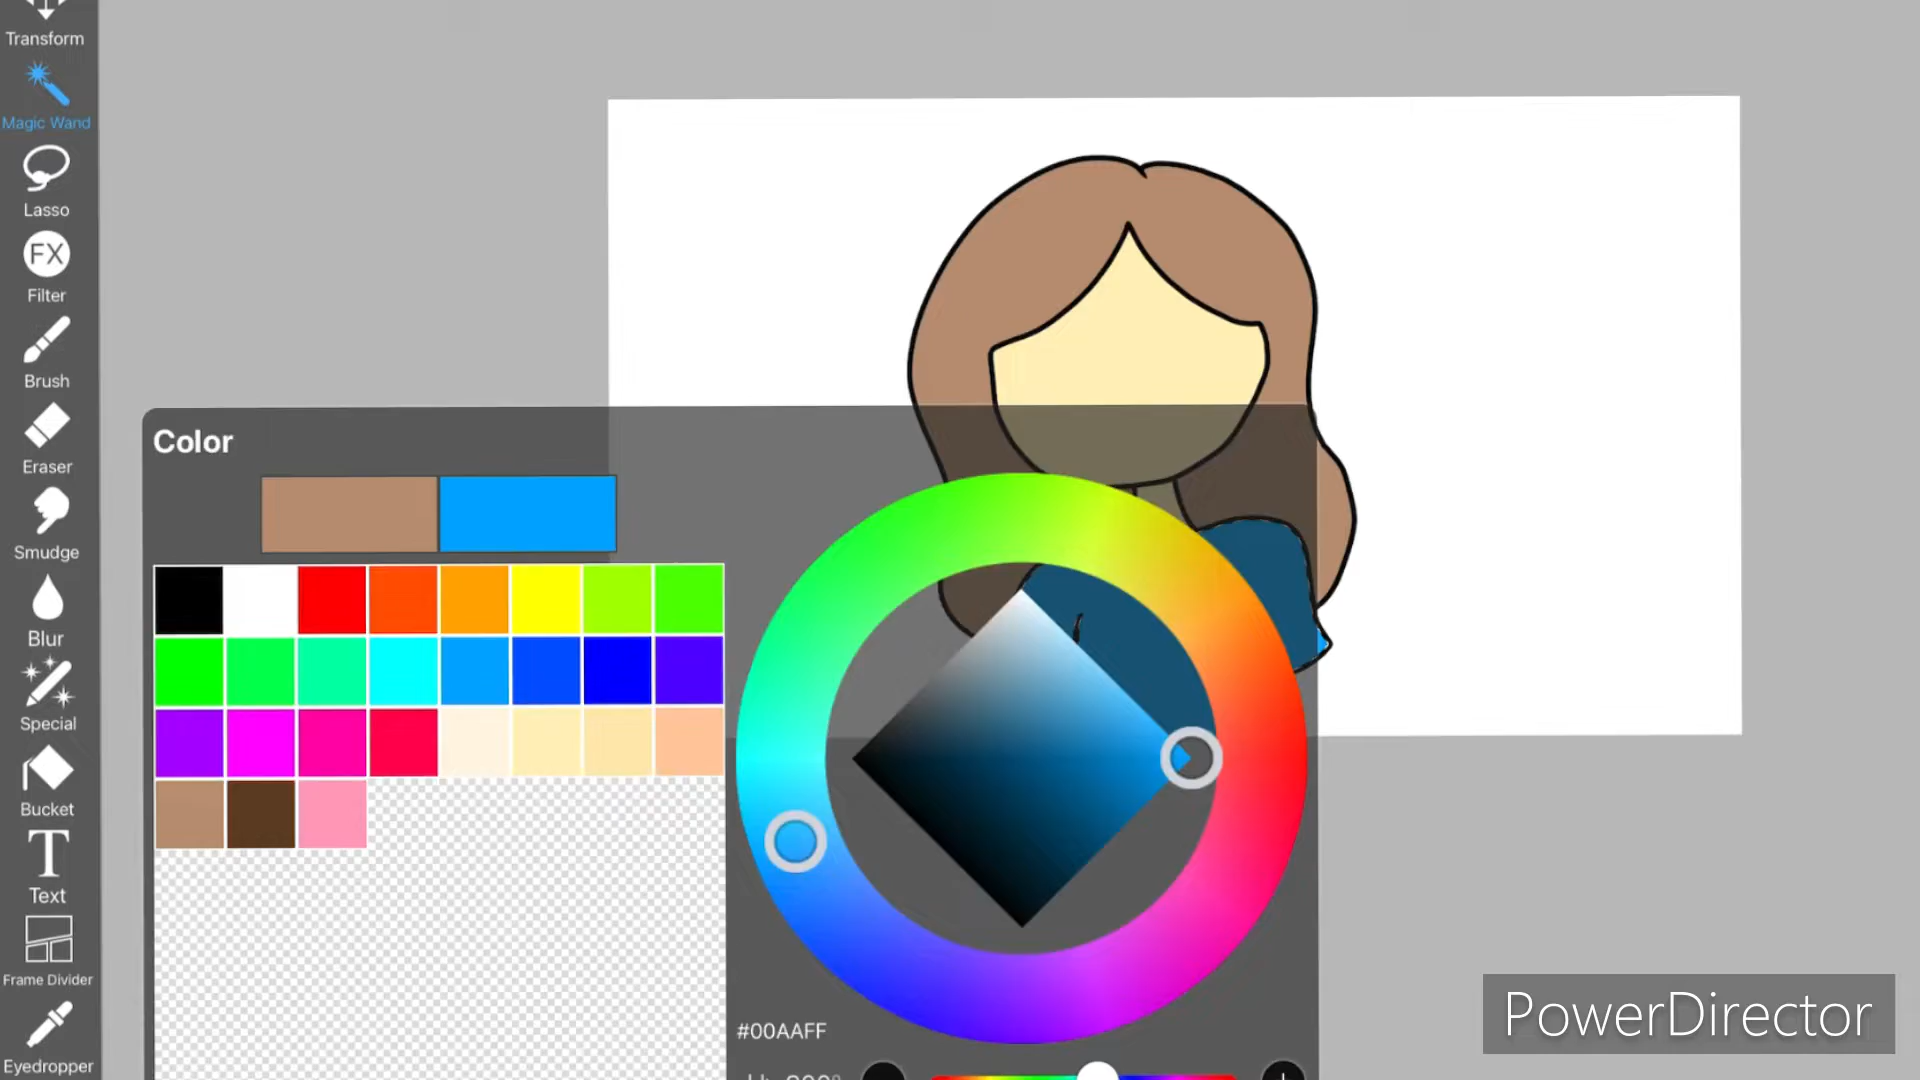 Transform
Magic Wand
Lasso
FX
Filter
Brush
Eraser
Smudge
Blur
Special
Bucket
T
Text
Frame Divider
Eyedropper
Color
#00AAFF
PowerDirector